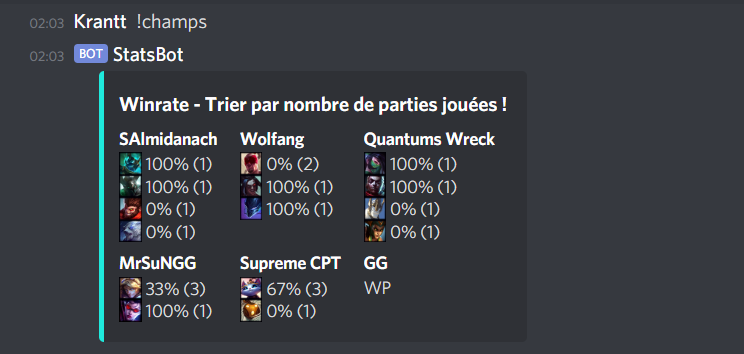 02:03 Krantt !champs
02:03 BOT StatsBot
Winrate - Trier par nombre de parties jouées !
SAlmidanach Wolfang Quantums Wreck
100% (1) 0% (2) 100% (1)
100% (1) 100% (1) 100% (1)
0% (1) 100% (1) 0% (1)
0% (1) 0% (1)
MrSuNGG Supreme CPT GG
33% (3) 67% (3) WP
100% (1) 0% (1)